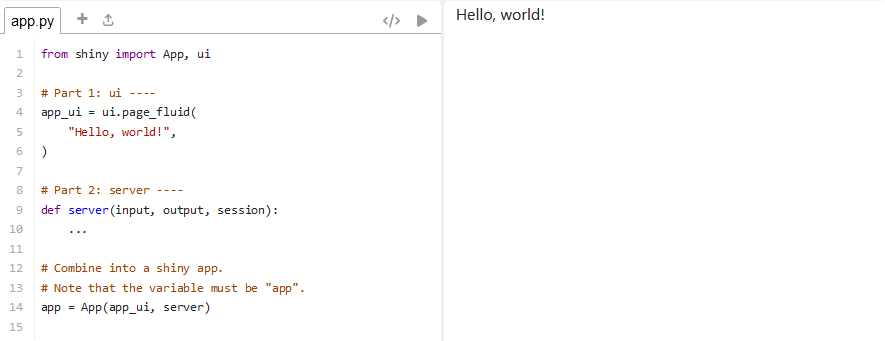 app.py
Hello, world!
1 from shiny import App, ui
2
3 # Part 1: ui ----
4 app_ui = ui.page_fluid(
5     "Hello, world!",
6 )
7
8 # Part 2: server ----
9 def server(input, output, session):
10     ...
11
12 # Combine into a shiny app.
13 # Note that the variable must be "app".
14 app = App(app_ui, server)
15